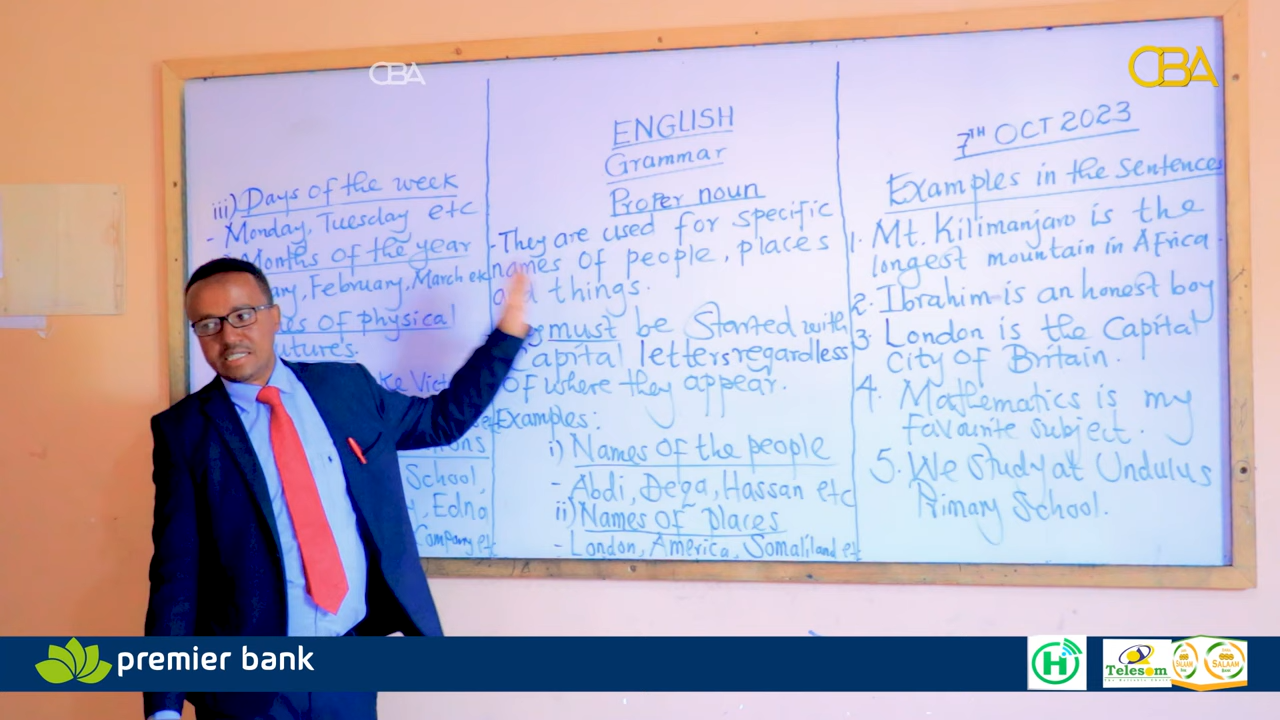 CBA
CBA
iii) Days of the week
- Monday, Tuesday etc
Months of the year
February, March etc
of physical
ENGLISH
Grammar
Proper noun
- They are used for specific
names of people, places
things.
must be Started with
Capital letters regardless
of where they appear.
Examples:
i) Names of the people
- Abdi, Deqa, Hassan etc
ii) Names of places
- London, America, Somaliland etc
School,
Edna
Company etc
7TH OCT 2023
Examples in the sentences
1. Mt. Kilimanjaro is the
longest mountain in Africa.
2. Ibrahim is an honest boy
3. London is the Capital
City of Britain.
4. Mathematics is my
favourite subject.
5. We study at Undulus
Primary School.
premier bank
H
Telesom
SALAAM
SALAAM